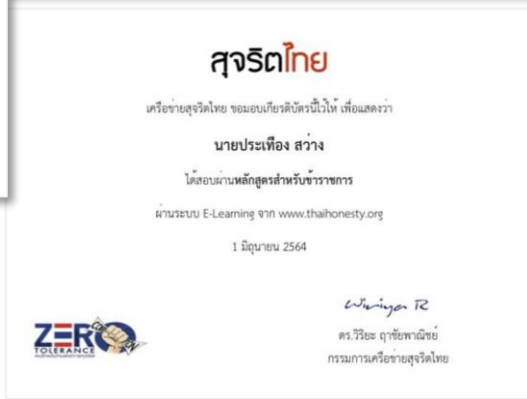 สุจริตไทย
เครือข่ายสุจริตไทย ขอมอบเกียรติบัตรนี้ไว้ให้ เพื่อแสดงว่า
นายประเทือง สว่าง
ได้สอบผ่านหลักสูตรสำหรับข้าราชการ
ผ่านระบบ E-Learning จาก www.thaihonesty.org
1 มิถุนายน 2564
Wiriya R
ZERO
TOLERANCE
ดร.วิริยะ ฤาชัยพาณิชย์
กรรมการเครือข่ายสุจริตไทย